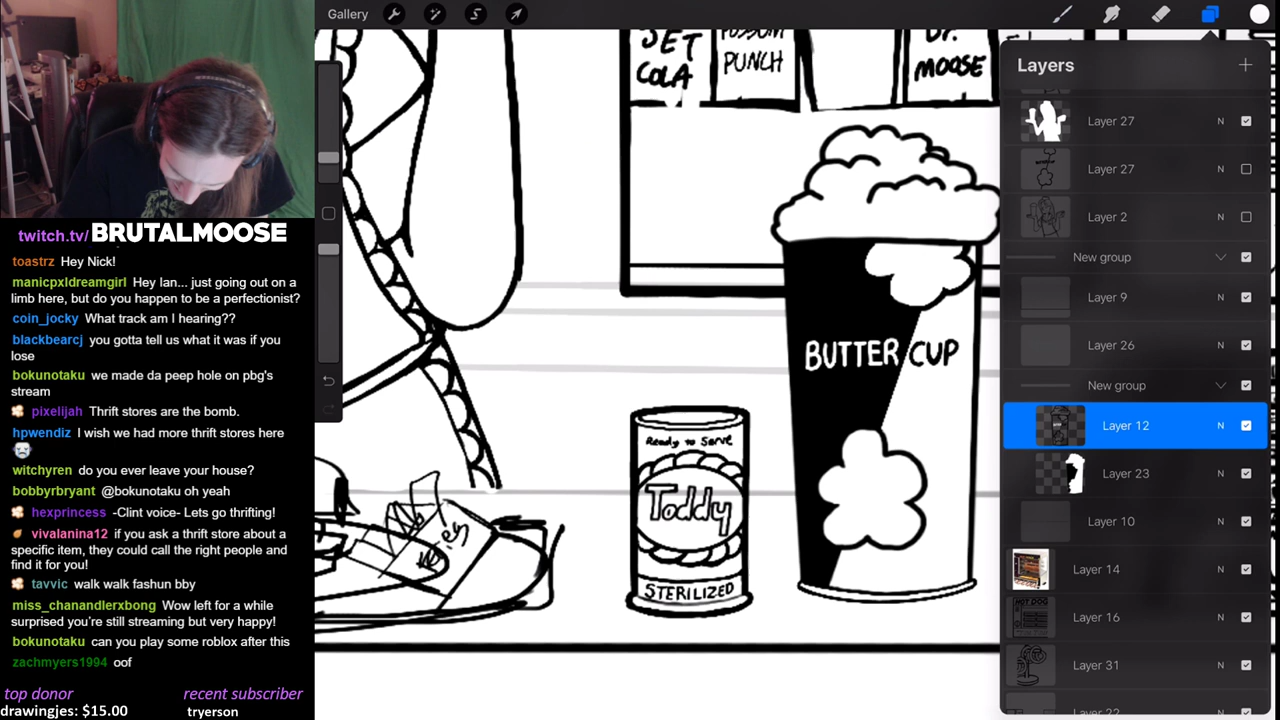 Gallery
twitch.tv/BRUTALMOOSE
toastrz Hey Nick!
manicpxldreamgirl Hey Ian... just going out on a
limb here, but do you happen to be a perfectionist?
coin_jocky What track am I hearing??
blackbearcj you gotta tell us what it was if you
lose
bokunotaku we made da peep hole on pbg's
stream
pixelijah Thrift stores are the bomb.
hpwendiz I wish we had more thrift stores here
witchyren do you ever leave your house?
bobbyrbryant @bokunotaku oh yeah
hexprincess -Clint voice- Lets go thrifting!
vivalanina12 if you ask a thrift store about a
specific item, they could call the right people and
find it for you!
tavvic walk walk fashun bby
miss_chanandlerxbong Wow left for a while
surprised you're still streaming but very happy!
bokunotaku can you play some roblox after this
zachmyers1994 oof
top donor
drawingjes: $15.00
recent subscriber
tryerson
JET
COLA
POSSUM
PUNCH
Dr.
MOOSE
BUTTER CUP
Ready to Serve
Toddy
STERILIZED
Layers
Layer 27 N
Layer 27 N
Layer 2 N
New group
Layer 9 N
Layer 26 N
New group
Layer 12 N
Layer 23 N
Layer 10 N
Layer 14 N
Layer 16 N
Layer 31 N
Layer 22 N